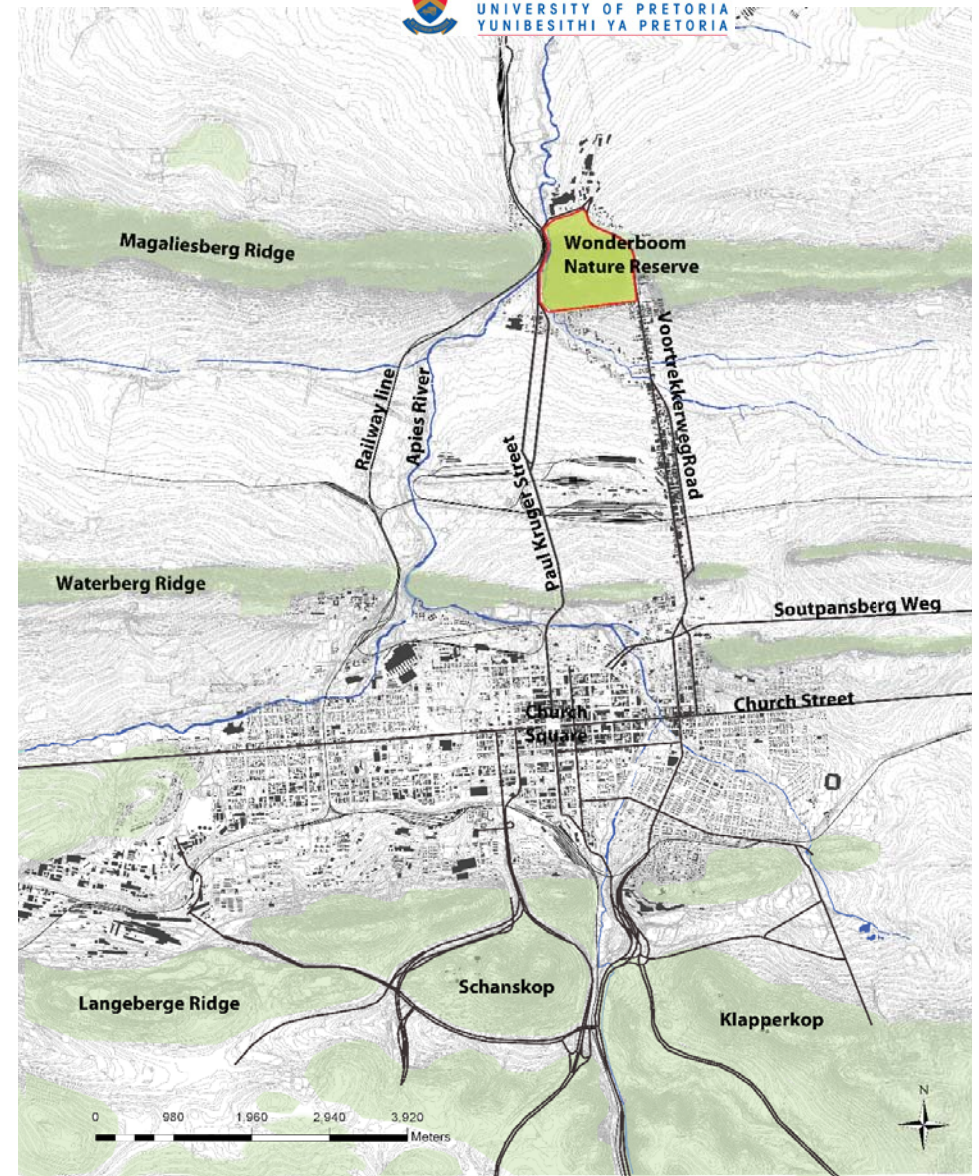 UNIVERSITY OF PRETORIA
YUNIBESITHI YA PRETORIA
Magaliesberg Ridge
Wonderboom
Nature Reserve
Railway line
Apies River
Paul Kruger Street
VoortrekkerwegRoad
Waterberg Ridge
Soutpansberg Weg
Church Street
Church
Square
Schanskop
Langeberge Ridge
Klapperkop
N
0 980 1,960 2,940 3,920
Meters